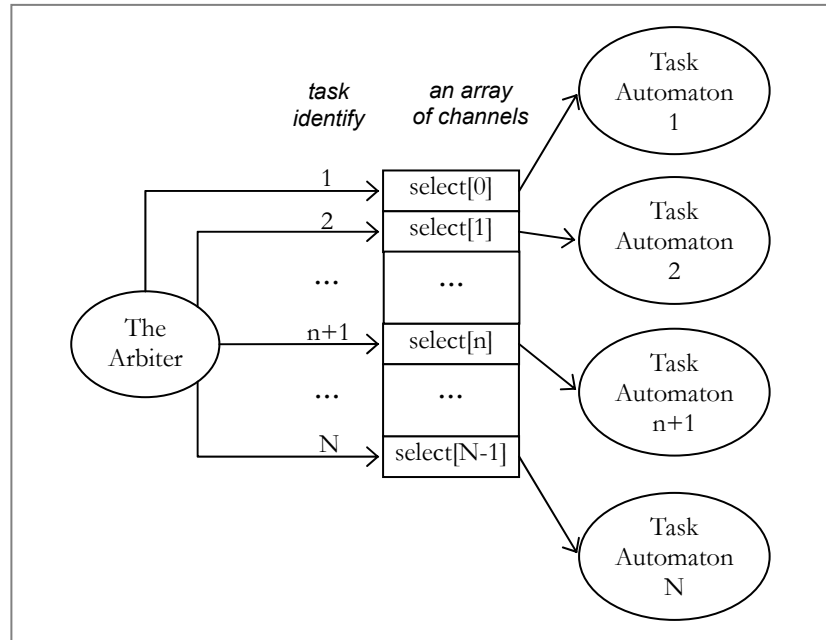 Task
Automaton
1
task
identify
an array
of channels
1
select[0]
2
select[1]
Task
Automaton
2
...
...
The
Arbiter
n+1
select[n]
Task
Automaton
n+1
...
...
N
select[N-1]
Task
Automaton
N